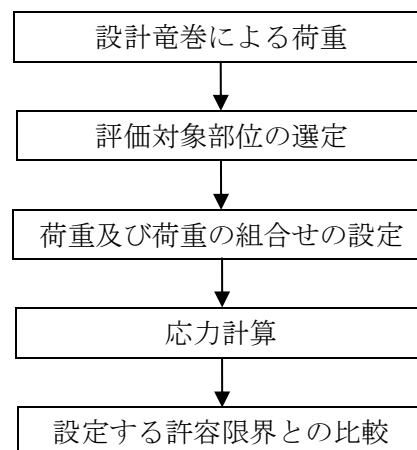 設計竜巻による荷重
評価対象部位の選定
荷重及び荷重の組合せの設定
応力計算
設定する許容限界との比較